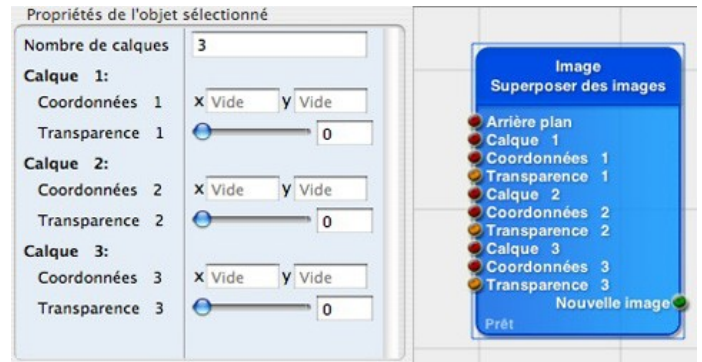 Propriétés de l'objet sélectionné
Nombre de calques 3
Calque 1:
Coordonnées 1 x Vide y Vide
Transparence 1 0
Calque 2:
Coordonnées 2 x Vide y Vide
Transparence 2 0
Calque 3:
Coordonnées 3 x Vide y Vide
Transparence 3 0
Image
Superposer des images
Arrière plan
Calque 1
Coordonnées 1
Transparence 1
Calque 2
Coordonnées 2
Transparence 2
Calque 3
Coordonnées 3
Transparence 3
Nouvelle image
Prêt